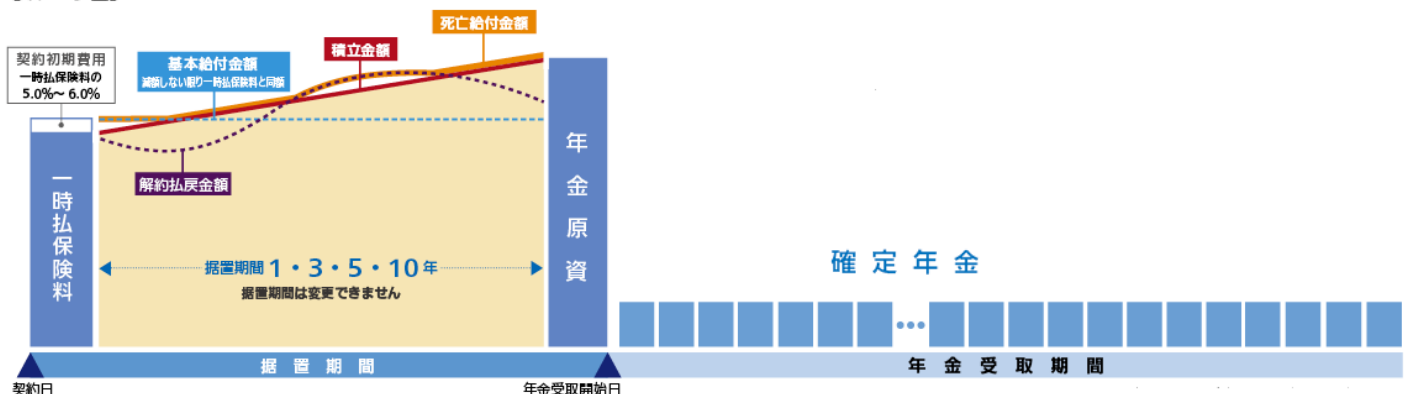 死亡給付金額
積立金額
契約初期費用
一時払保険料の
5.0%~6.0%
基本給付金額
減額しない限り一時払保険料と同額
解約払戻金額
一時払保険料
年金原資
据置期間1・3・5・10年
据置期間は変更できません
確定年金
…
据置期間
年金受取期間
契約日
年金受取開始日